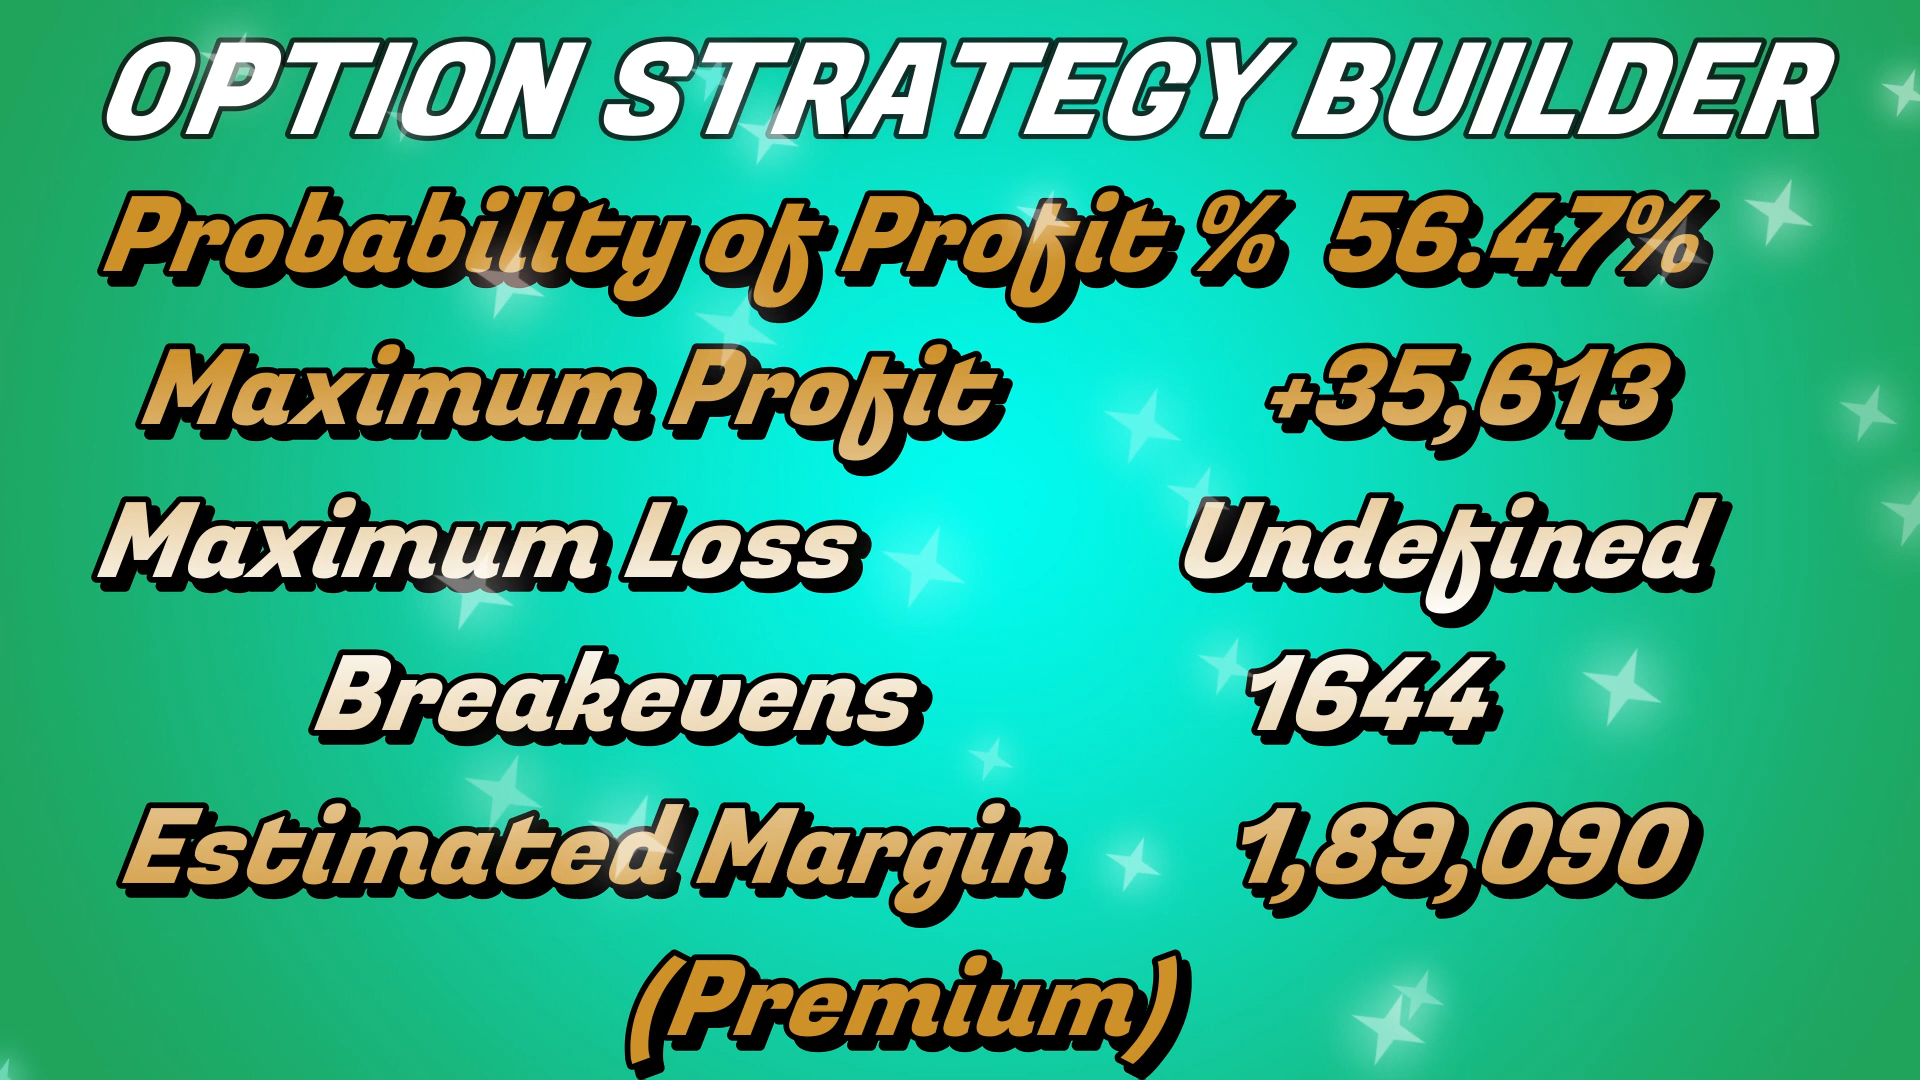 OPTION STRATEGY BUILDER
Probability of Profit % 56.47%
Maximum Profit +35,613
Maximum Loss Undefined
Breakevens 1644
Estimated Margin 1,89,090
(Premium)